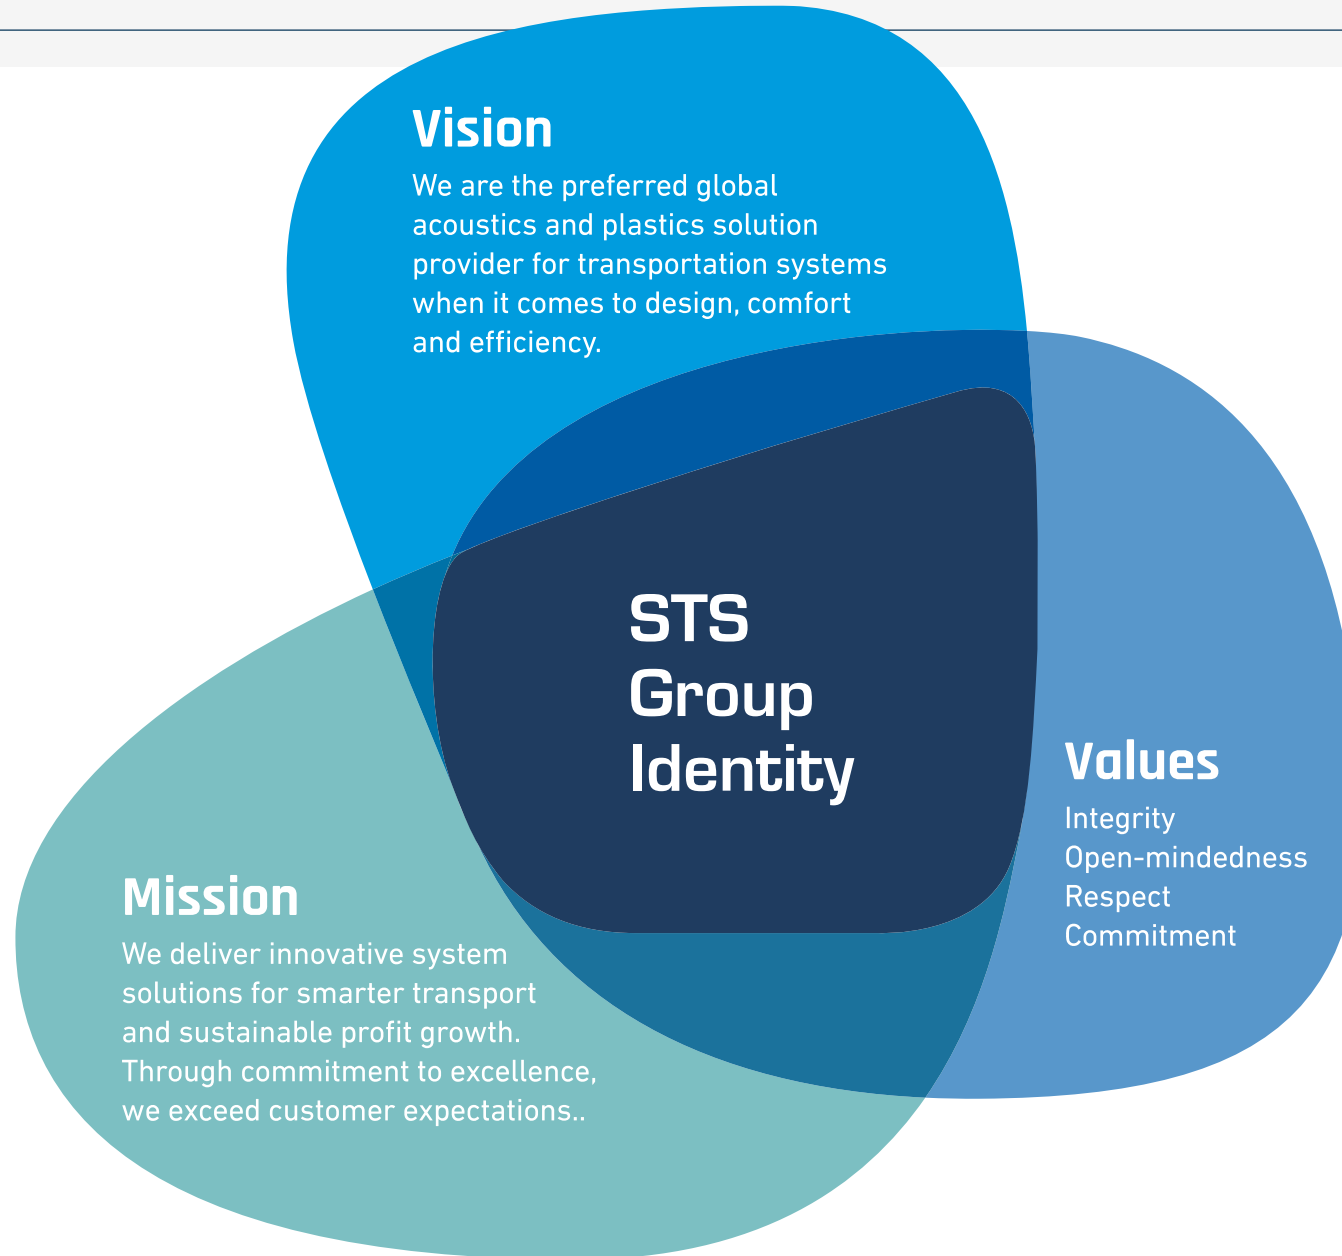 Vision
We are the preferred global
acoustics and plastics solution
provider for transportation systems
when it comes to design, comfort
and efficiency.
STS
Group
Identity
Values
Integrity
Open-mindedness
Respect
Commitment
Mission
We deliver innovative system
solutions for smarter transport
and sustainable profit growth.
Through commitment to excellence,
we exceed customer expectations..